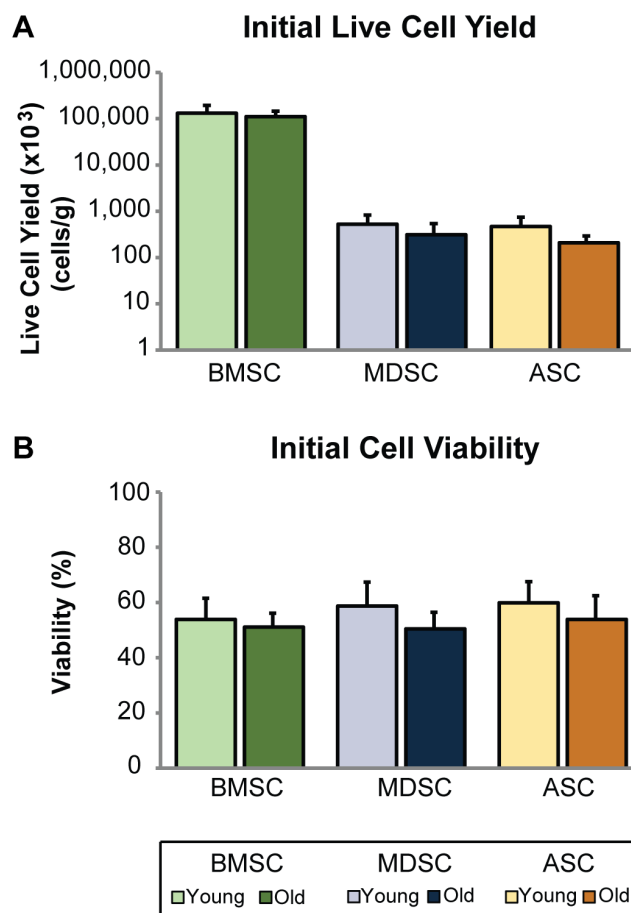 A Initial Live Cell Yield
Live Cell Yield (x10³)
(cells/g)
1,000,000
100,000
10,000
1,000
100
10
1
BMSC MDSC ASC
B Initial Cell Viability
Viability (%)
100
80
60
40
20
0
BMSC MDSC ASC
BMSC MDSC ASC
Young Old Young Old Young Old